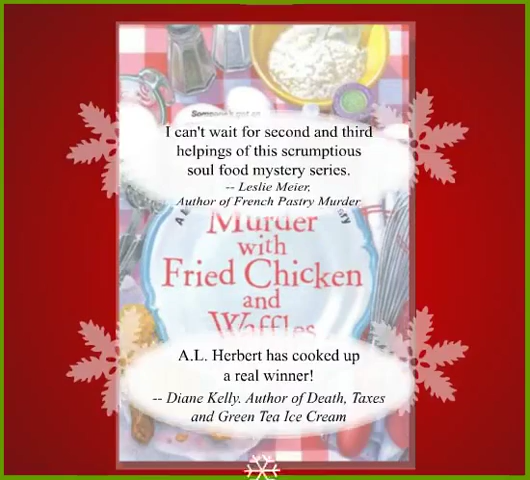 I can't wait for second and third
helpings of this scrumptious
soul food mystery series.
-- Leslie Meier,
Author of French Pastry Murder
Murder
with
Fried Chicken
and
Waffles
A.L. Herbert has cooked up
a real winner!
-- Diane Kelly. Author of Death, Taxes
and Green Tea Ice Cream